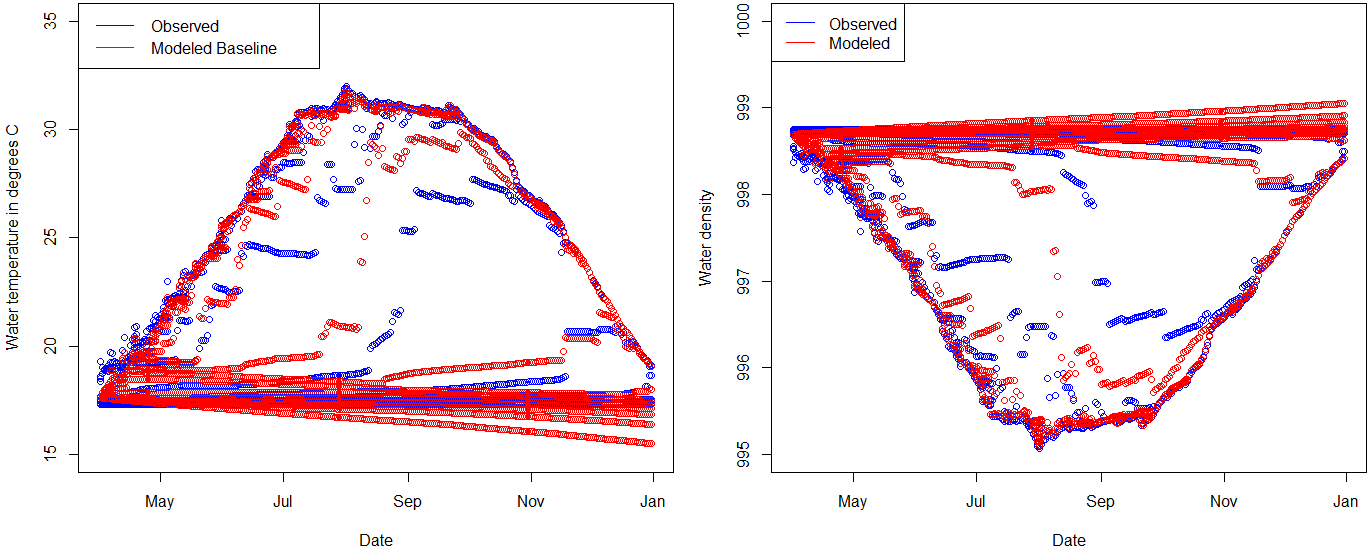 Observed
Modeled Baseline
35
30
25
20
15
Water temperature in degrees C
May
Jul
Sep
Nov
Jan
Date
Observed
Modeled
1000
999
998
997
996
995
Water density
May
Jul
Sep
Nov
Jan
Date